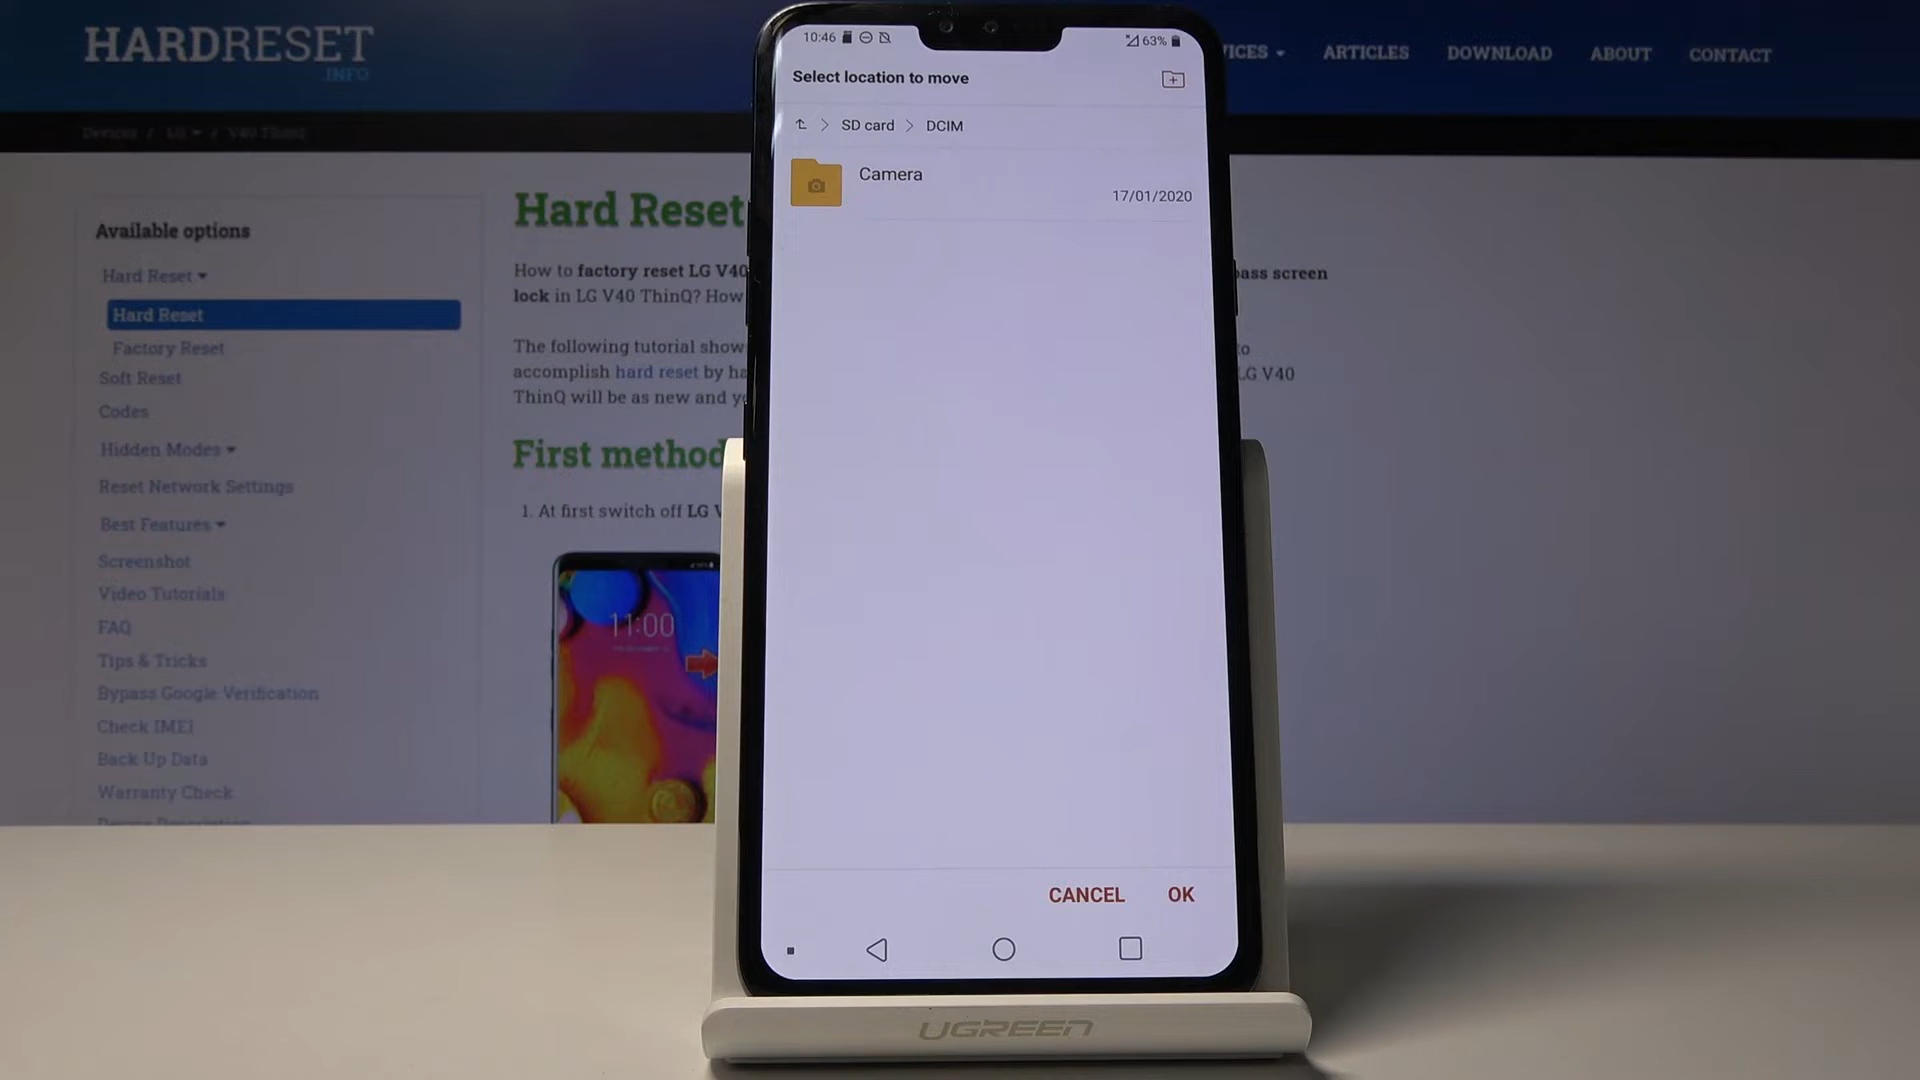 HARDRESET
.INFO
VICES
ARTICLES
DOWNLOAD
ABOUT
CONTACT
Devices / LG / V40 ThinQ
Available options
Hard Reset
Hard Reset
Factory Reset
Soft Reset
Codes
Hidden Modes
Reset Network Settings
Best Features
Screenshot
Video Tutorials
FAQ
Tips & Tricks
Bypass Google Verification
Check IMEI
Back Up Data
Warranty Check
Hard Reset
How to factory reset LG V40
pass screen
lock in LG V40 ThinQ? How
The following tutorial show
to
accomplish hard reset by ha
LG V40
ThinQ will be as new and yo
First method
1. At first switch off LG V
11:00
10:46
63%
Select location to move
SD card > DCIM
Camera
17/01/2020
CANCEL
OK
UGREEN